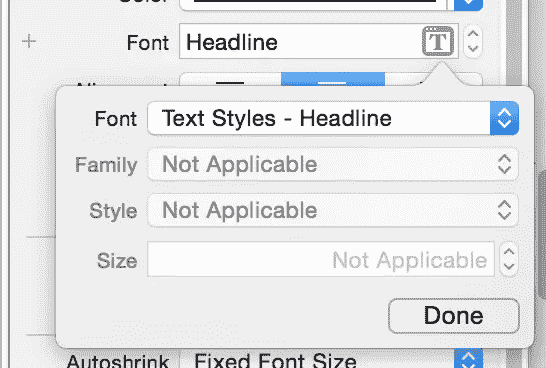 Color
Font Headline T
Font Text Styles - Headline
Family Not Applicable
Style Not Applicable
Size Not Applicable
Done
Autoshrink Fixed Font Size